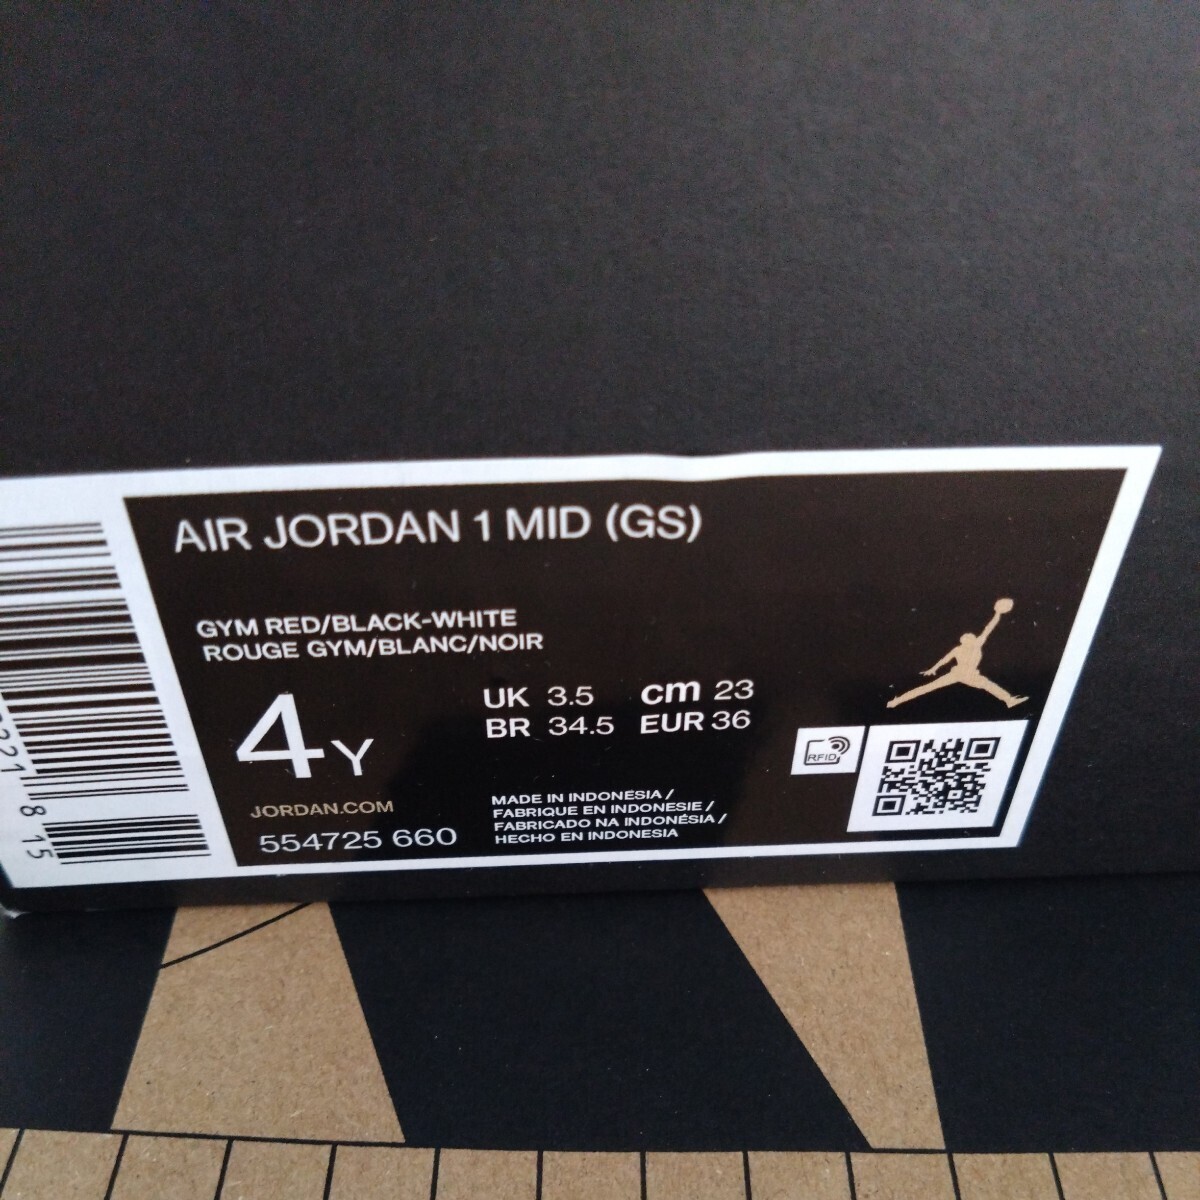 AIR JORDAN 1 MID (GS)
GYM RED/BLACK-WHITE
ROUGE GYM/BLANC/NOIR
4Y
UK 3.5 cm 23
BR 34.5 EUR 36
RFID
JORDAN.COM
554725 660
MADE IN INDONESIA /
FABRIQUE EN INDONESIE /
FABRICADO NA INDONÉSIA /
HECHO EN INDONESIA
8 15